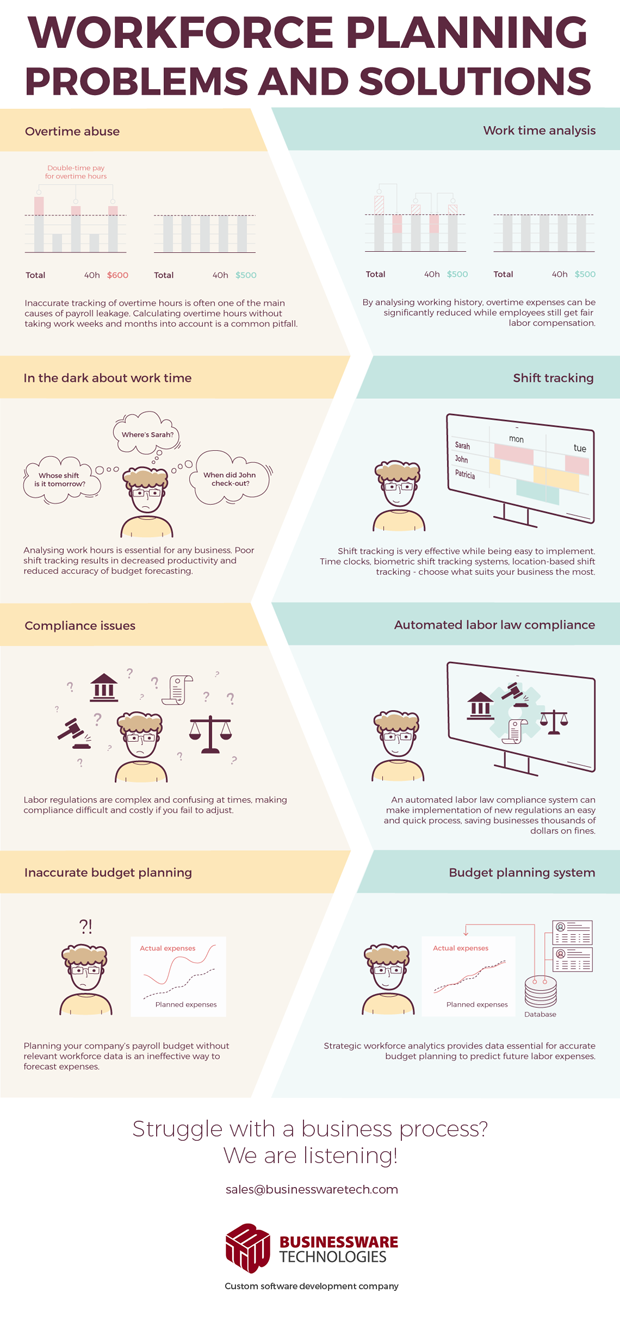 WORKFORCE PLANNING
PROBLEMS AND SOLUTIONS
Overtime abuse
Double-time pay
for overtime hours
Total 40h $600
Total 40h $500
Inaccurate tracking of overtime hours is often one of the main
causes of payroll leakage. Calculating overtime hours without
taking work weeks and months into account is a common pitfall.
Work time analysis
Total 40h $500
Total 40h $500
By analysing working history, overtime expenses can be
significantly reduced while employees still get fair
labor compensation.
In the dark about work time
Where's Sarah?
Whose shift
is it tomorrow?
When did John
check-out?
Analysing work hours is essential for any business. Poor
shift tracking results in decreased productivity and
reduced accuracy of budget forecasting.
Shift tracking
mon
tue
Sarah
John
Patricia
Shift tracking is very effective while being easy to implement.
Time clocks, biometric shift tracking systems, location-based shift
tracking - choose what suits your business the most.
Compliance issues
? ? ? ? ? ? ? ? ?
Labor regulations are complex and confusing at times, making
compliance difficult and costly if you fail to adjust.
Automated labor law compliance
An automated labor law compliance system can
make implementation of new regulations an easy
and quick process, saving businesses thousands of
dollars on fines.
Inaccurate budget planning
?!
Actual expenses
Planned expenses
Planning your company's payroll budget without
relevant workforce data is an ineffective way to
forecast expenses.
Budget planning system
Actual expenses
Planned expenses
Database
Strategic workforce analytics provides data essential for accurate
budget planning to predict future labor expenses.
Struggle with a business process?
We are listening!
sales@businesswaretech.com
BUSINESSWARE
TECHNOLOGIES
Custom software development company